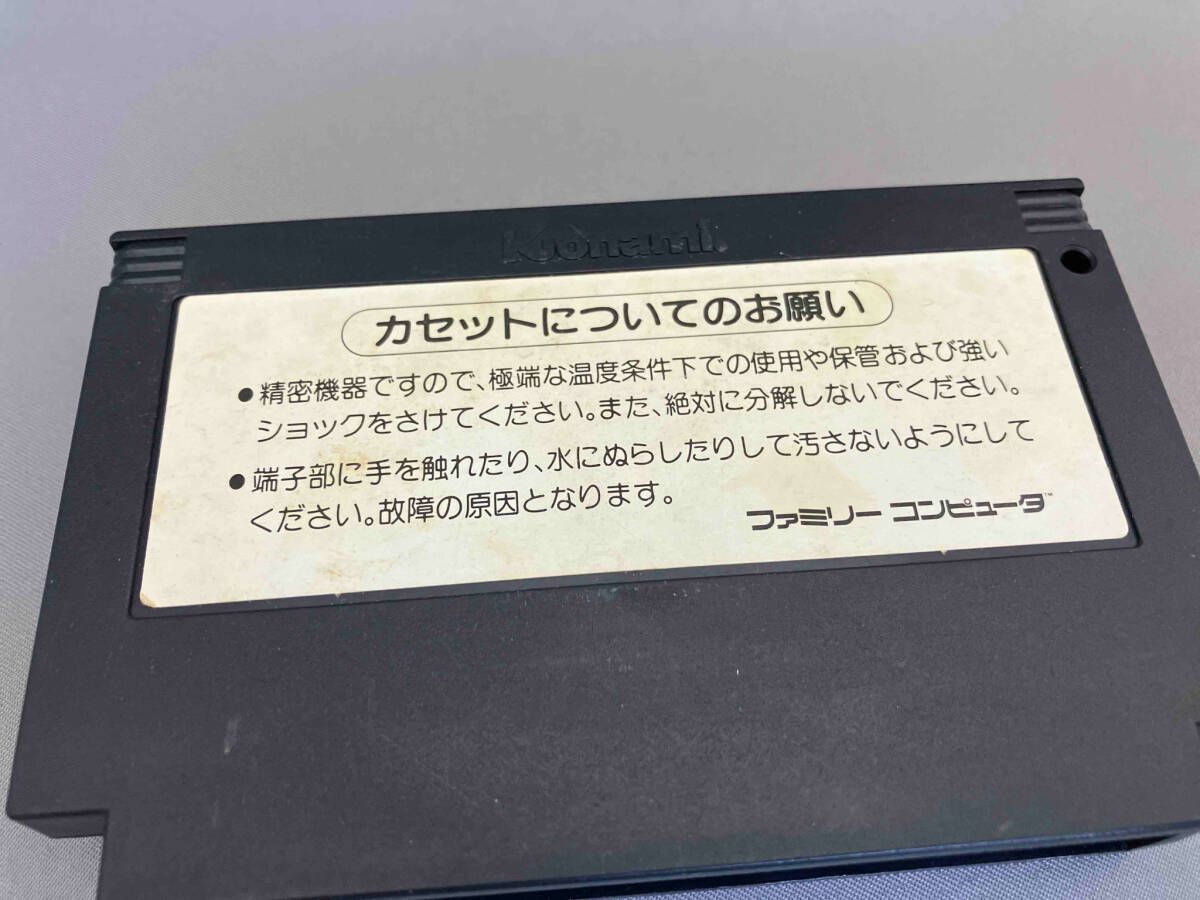 Konami
カセットについてのお願い
●精密機器ですので、極端な温度条件下での使用や保管および強い
ショックをさけてください。また、絶対に分解しないでください。
●端子部に手を触れたり、水にぬらしたりして汚さないようにして
ください。故障の原因となります。
ファミリー コンピュータ™